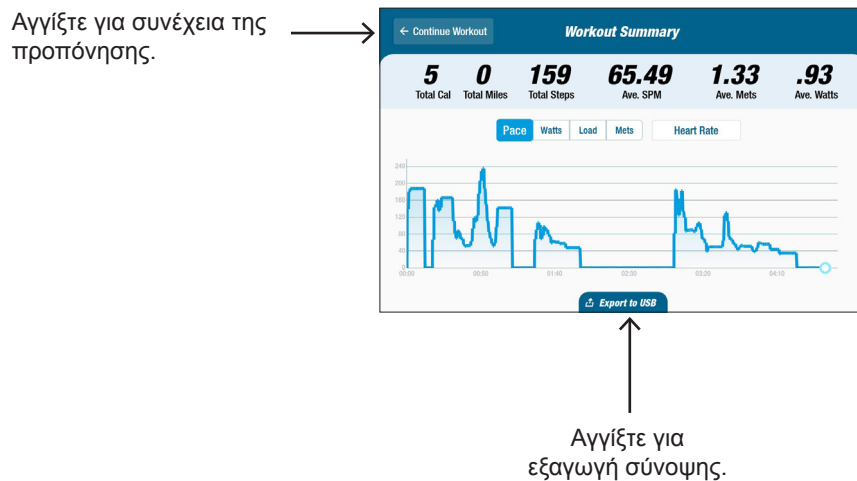 Αγγίξτε για συνέχεια της
προπόνησης.
← Continue Workout
Workout Summary
5 0 159 65.49 1.33 .93
Total Cal Total Miles Total Steps Ave. SPM Ave. Mets Ave. Watts
Pace Watts Load Mets Heart Rate
240
200
160
120
80
40
0
00:00 00:50 01:40 02:30 03:20 04:10
Export to USB
Αγγίξτε για
εξαγωγή σύνοψης.